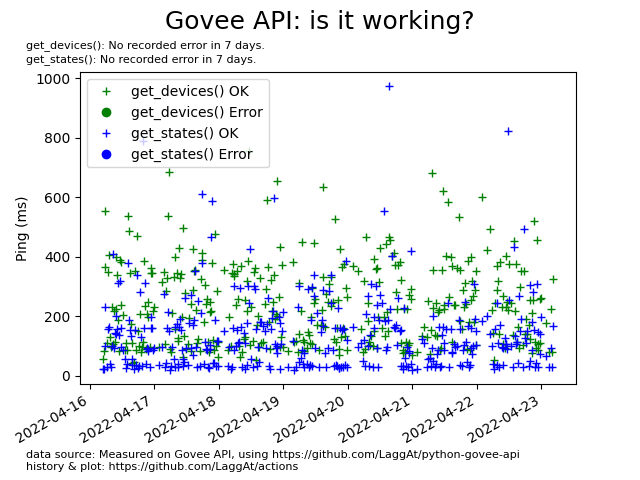 Govee API: is it working?
get_devices(): No recorded error in 7 days.
get_states(): No recorded error in 7 days.
1000
800
600
400
200
0
Ping (ms)
get_devices() OK
get_devices() Error
get_states() OK
get_states() Error
2022-04-16
2022-04-17
2022-04-18
2022-04-19
2022-04-20
2022-04-21
2022-04-22
2022-04-23
data source: Measured on Govee API, using https://github.com/LaggAt/python-govee-api
history & plot: https://github.com/LaggAt/actions